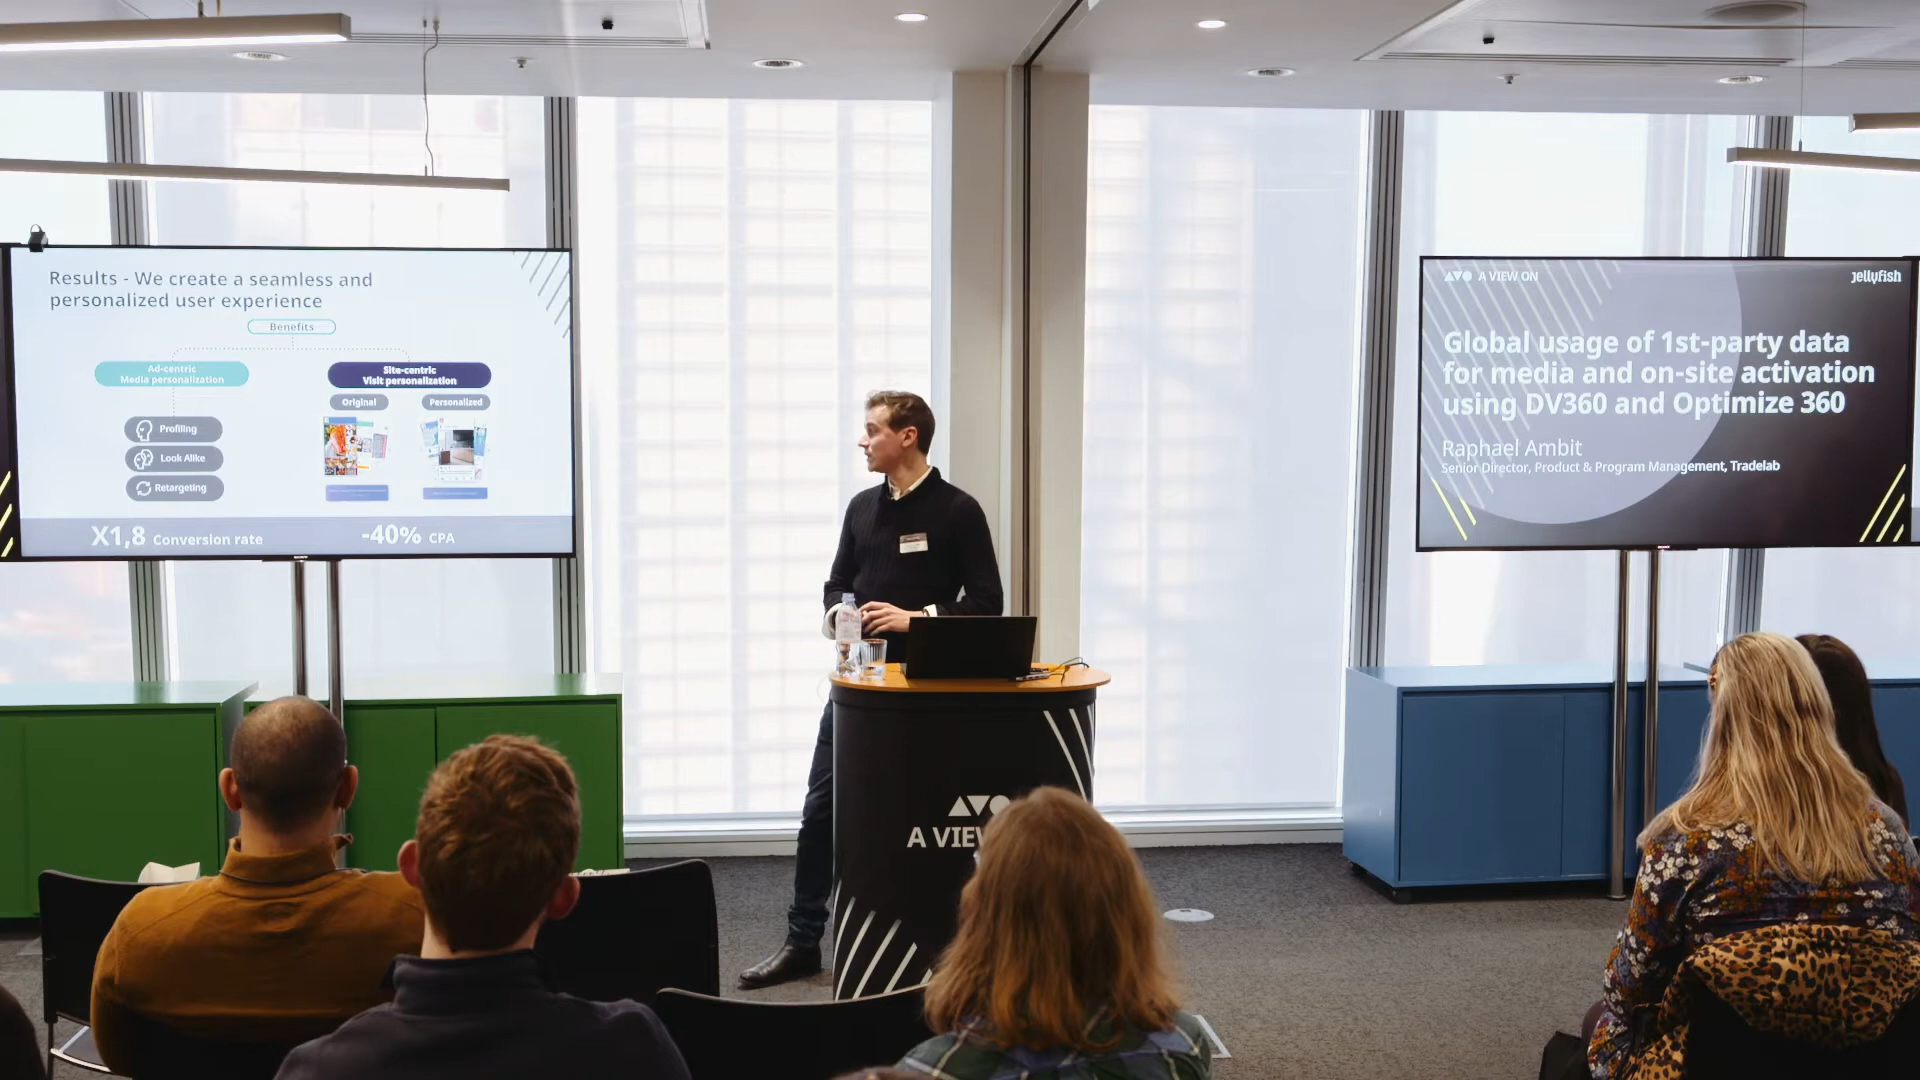 Results - We create a seamless and
personalized user experience
Benefits
Ad-centric
Media personalization
Site-centric
Visit personalization
Original
Personalized
Profiling
Look Alike
Retargeting
X1,8 Conversion rate
-40% CPA
A VIEW ON
jellyfish
Global usage of 1st-party data
for media and on-site activation
using DV360 and Optimize 360
Raphael Ambit
Senior Director, Product & Program Management, Tradelab
A VIEW